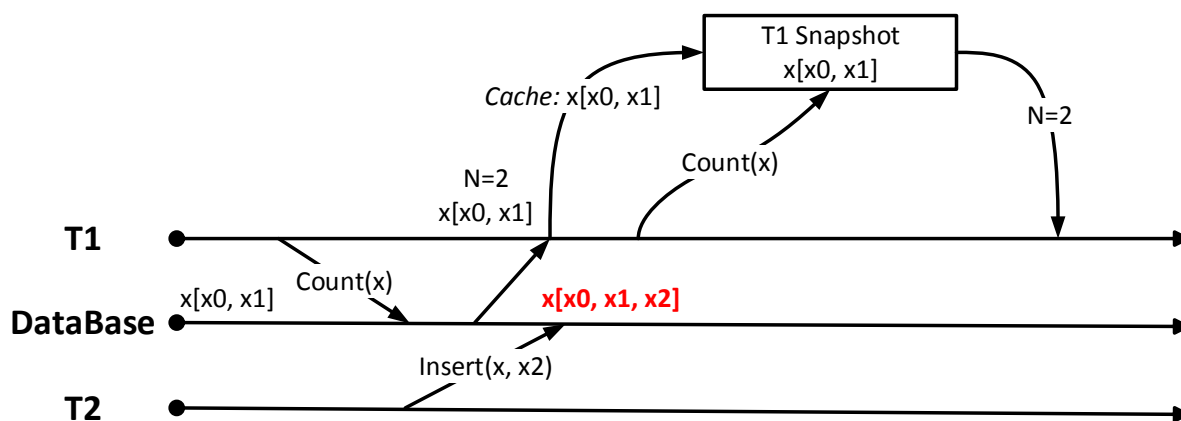 T1 Snapshot
x[x0, x1]
Cache: x[x0, x1]
N=2
Count(x)
N=2
x[x0, x1]
T1
Count(x)
x[x0, x1]
x[x0, x1, x2]
DataBase
Insert(x, x2)
T2